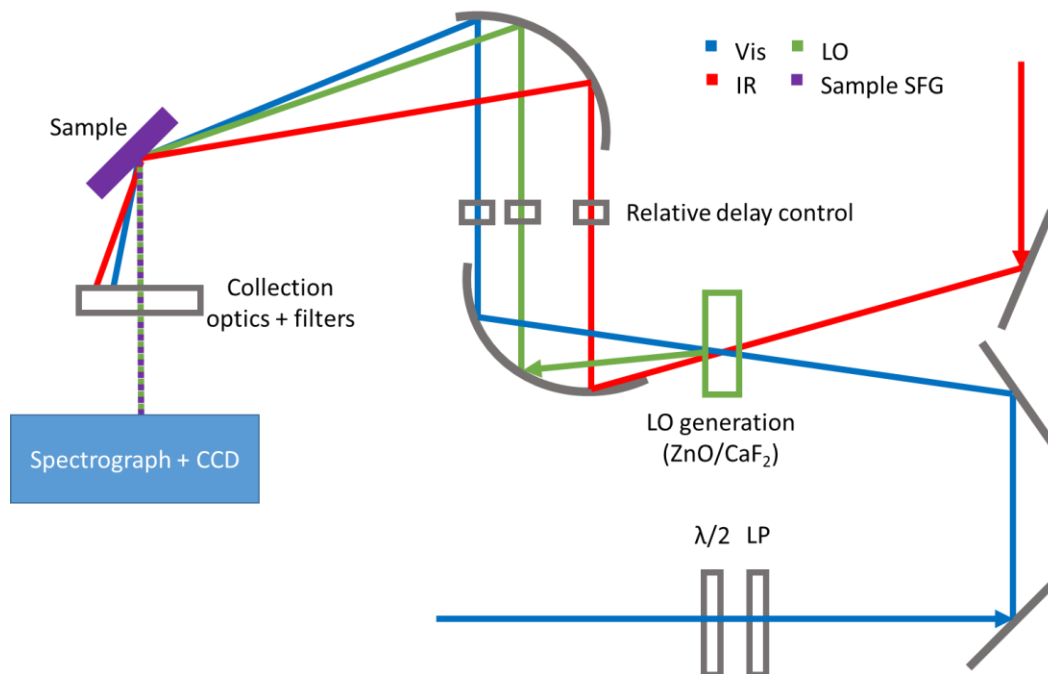 Vis LO
IR Sample SFG
Sample
Relative delay control
Collection
optics + filters
LO generation
(ZnO/CaF₂)
Spectrograph + CCD
λ/2 LP